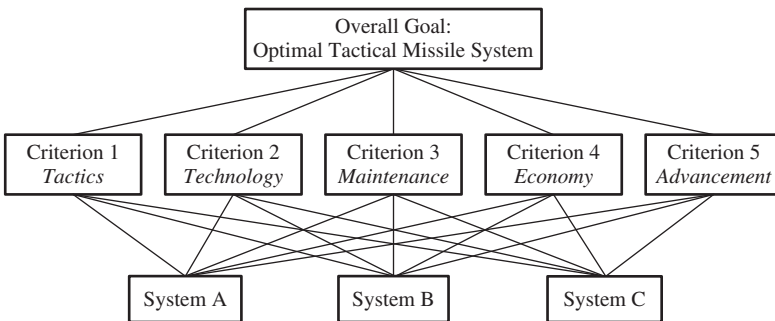 Overall Goal:
Optimal Tactical Missile System
Criterion 1
Tactics
Criterion 2
Technology
Criterion 3
Maintenance
Criterion 4
Economy
Criterion 5
Advancement
System A
System B
System C